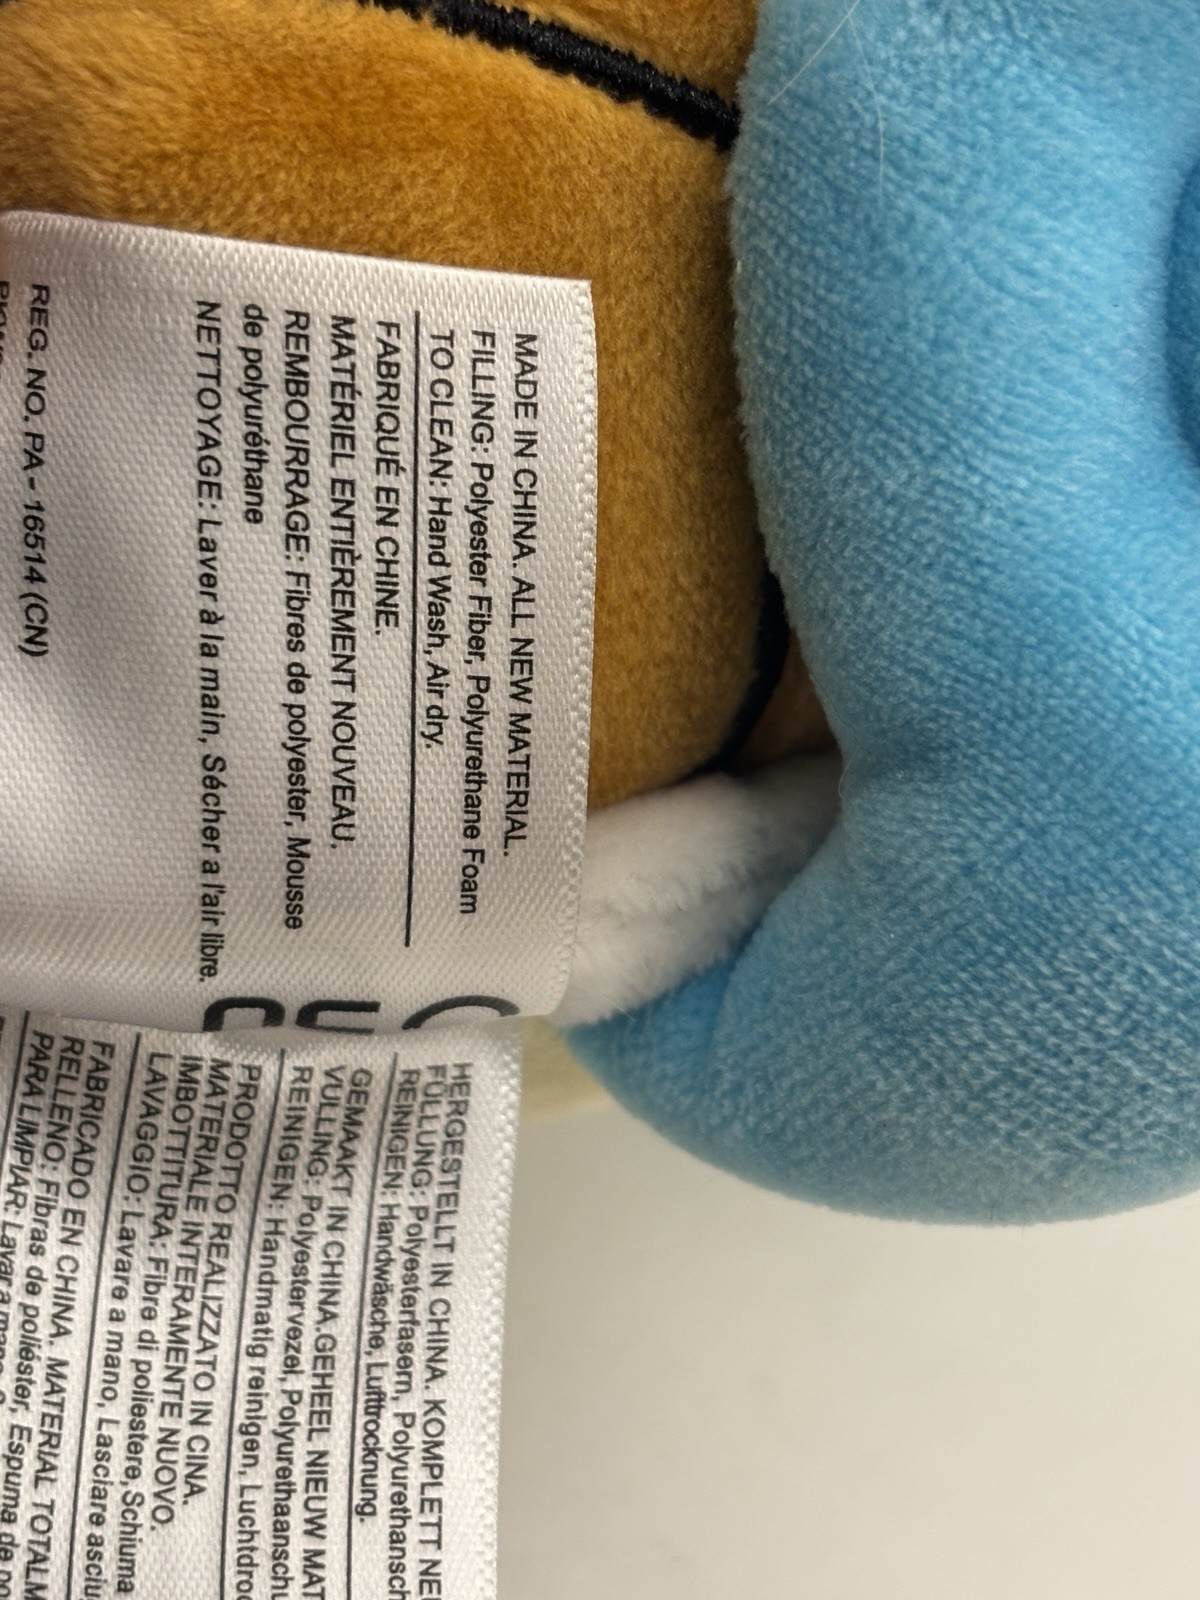 MADE IN CHINA. ALL NEW MATERIAL.
FILLING: Polyester Fiber, Polyurethane Foam
TO CLEAN: Hand Wash, Air dry.
FABRIQUÉ EN CHINE.
MATÉRIEL ENTIÈREMENT NOUVEAU.
REMBOURRAGE: Fibres de polyester, Mousse
de polyuréthane
NETTOYAGE: Laver à la main, Sécher a l'air libre.
REG. NO. PA - 16514 (CN)
HERGESTELLT IN CHINA. KOMPLETT
FÜLLUNG: Polyesterfasern,
REINIGEN: Handwäsche, Lufttrocknung.
GEMAAKT IN CHINA.GEHEEL NIEUW
VULLING: Polyestervezel,
REINIGEN: Handmatig reinigen,
PRODOTTO REALIZZATO IN CINA.
MATERIALE INTERAMENTE NUOVO.
IMBOTTITURA: Fibre di poliestere, Schiuma
LAVAGGIO: Lavare a mano, Lasciare
FABRICADO EN CHINA. MATERIAL
RELLENO: Fibras de poliéster, Espuma de
PARA LIMPIAR: Lavar a